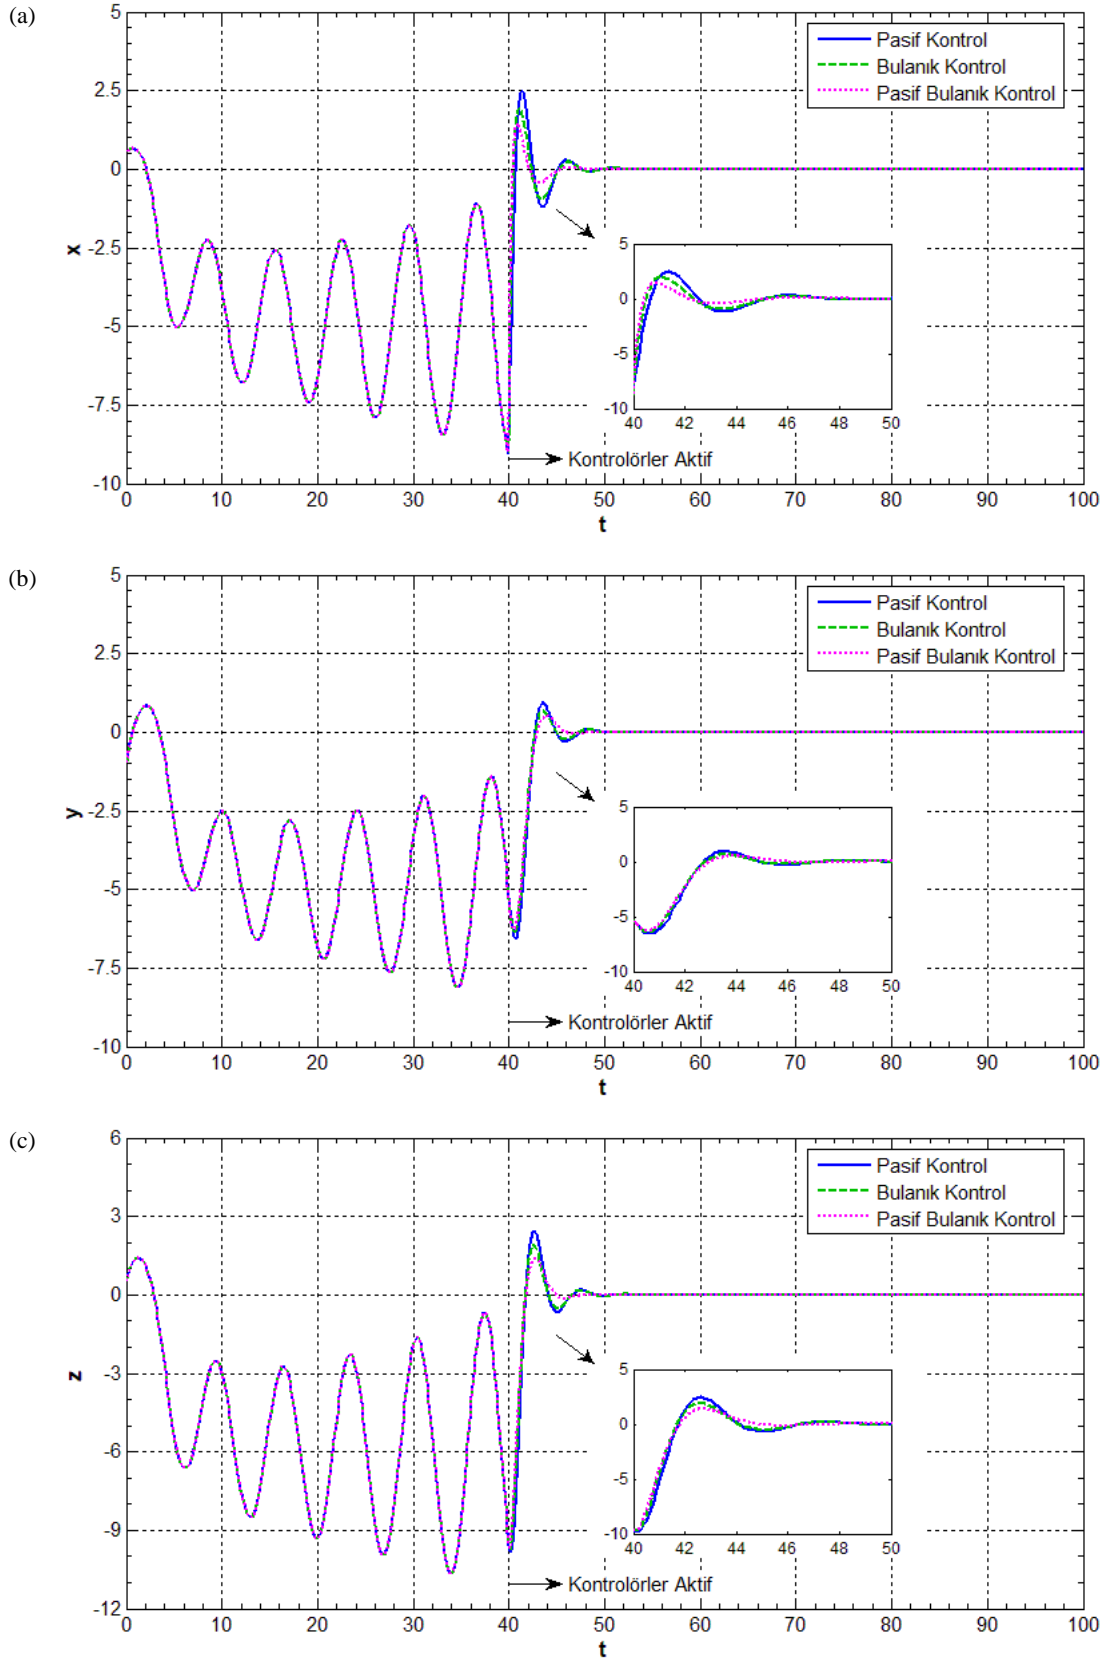 (a)
5
2.5
0
-2.5
-5
-7.5
-10
x
Pasif Kontrol
Bulanık Kontrol
Pasif Bulanık Kontrol
5
0
-5
-10
40 42 44 46 48 50
Kontrolörler Aktif
0 10 20 30 40 50 60 70 80 90 100
t
(b)
5
2.5
0
-2.5
-5
-7.5
-10
y
Pasif Kontrol
Bulanık Kontrol
Pasif Bulanık Kontrol
5
0
-5
-10
40 42 44 46 48 50
Kontrolörler Aktif
0 10 20 30 40 50 60 70 80 90 100
t
(c)
6
3
0
-3
-6
-9
-12
z
Pasif Kontrol
Bulanık Kontrol
Pasif Bulanık Kontrol
5
0
-5
-10
40 42 44 46 48 50
Kontrolörler Aktif
0 10 20 30 40 50 60 70 80 90 100
t